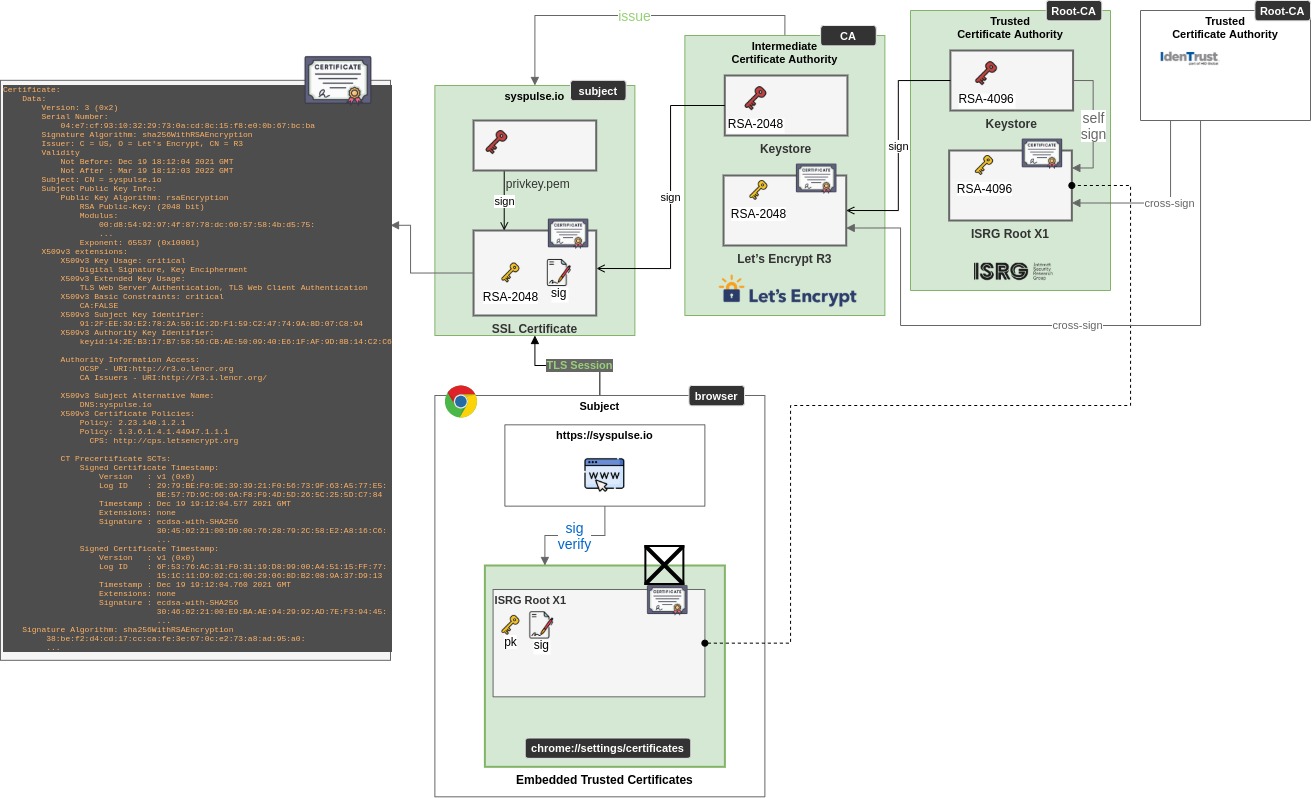 CERTIFICATE
Certificate:
Data:
Version: 3 (0x2)
Serial Number:
04:e7:cf:93:10:32:29:73:0a:cd:8c:15:f8:e0:0b:67:bc:ba
Signature Algorithm: sha256WithRSAEncryption
Issuer: C = US, O = Let's Encrypt, CN = R3
Validity
Not Before: Dec 19 18:12:04 2021 GMT
Not After : Mar 19 18:12:03 2022 GMT
Subject: CN = syspulse.io
Subject Public Key Info:
Public Key Algorithm: rsaEncryption
RSA Public-Key: (2048 bit)
Modulus:
00:d8:54:92:97:4f:87:78:dc:60:57:58:4b:d5:75:
...
Exponent: 65537 (0x10001)
X509v3 extensions:
X509v3 Key Usage: critical
Digital Signature, Key Encipherment
X509v3 Extended Key Usage:
TLS Web Server Authentication, TLS Web Client Authentication
X509v3 Basic Constraints: critical
CA:FALSE
X509v3 Subject Key Identifier:
91:2F:EE:39:E2:78:2A:50:1C:2D:F1:59:C2:47:74:9A:8D:07:C8:94
X509v3 Authority Key Identifier:
keyid:14:2E:B3:17:B7:58:56:CB:AE:50:09:40:E6:1F:AF:9D:8B:14:C2:C6
Authority Information Access:
OCSP - URI:http://r3.o.lencr.org
CA Issuers - URI:http://r3.i.lencr.org/
X509v3 Subject Alternative Name:
DNS:syspulse.io
X509v3 Certificate Policies:
Policy: 2.23.140.1.2.1
Policy: 1.3.6.1.4.1.44947.1.1.1
CPS: http://cps.letsencrypt.org
CT Precertificate SCTs:
Signed Certificate Timestamp:
Version : v1 (0x0)
Log ID : 29:79:BE:F0:9E:39:39:21:F0:56:73:9F:63:A5:77:E5:
BE:57:7D:9C:60:0A:F8:F9:4D:5D:26:5C:25:5D:C7:84
Timestamp : Dec 19 19:12:04.577 2021 GMT
Extensions: none
Signature : ecdsa-with-SHA256
30:45:02:21:00:D0:00:76:28:79:2C:58:E2:A8:16:C6:
...
Signed Certificate Timestamp:
Version : v1 (0x0)
Log ID : 6F:53:76:AC:31:F0:31:19:D8:99:00:A4:51:15:FF:77:
15:1C:11:D9:02:C1:00:29:06:8D:B2:08:9A:37:D9:13
Timestamp : Dec 19 19:12:04.760 2021 GMT
Extensions: none
Signature : ecdsa-with-SHA256
30:46:02:21:00:E9:BA:AE:94:29:92:AD:7E:F3:94:45:
...
Signature Algorithm: sha256WithRSAEncryption
38:be:f2:d4:cd:17:cc:ca:fe:3e:67:0c:e2:73:a8:ad:95:a0:
...
issue
syspulse.io
subject
privkey.pem
sign
RSA-2048
sig
SSL Certificate
sign
CA
Intermediate
Certificate Authority
RSA-2048
Keystore
RSA-2048
Let's Encrypt R3
Let's Encrypt
sign
Root-CA
Trusted
Certificate Authority
RSA-4096
Keystore
self
sign
RSA-4096
ISRG Root X1
ISRG
Internet
Security
Research
Group
Root-CA
Trusted
Certificate Authority
IdenTrust
cross-sign
cross-sign
TLS Session
browser
Subject
https://syspulse.io
WWW
sig
verify
ISRG Root X1
pk
sig
chrome://settings/certificates
Embedded Trusted Certificates